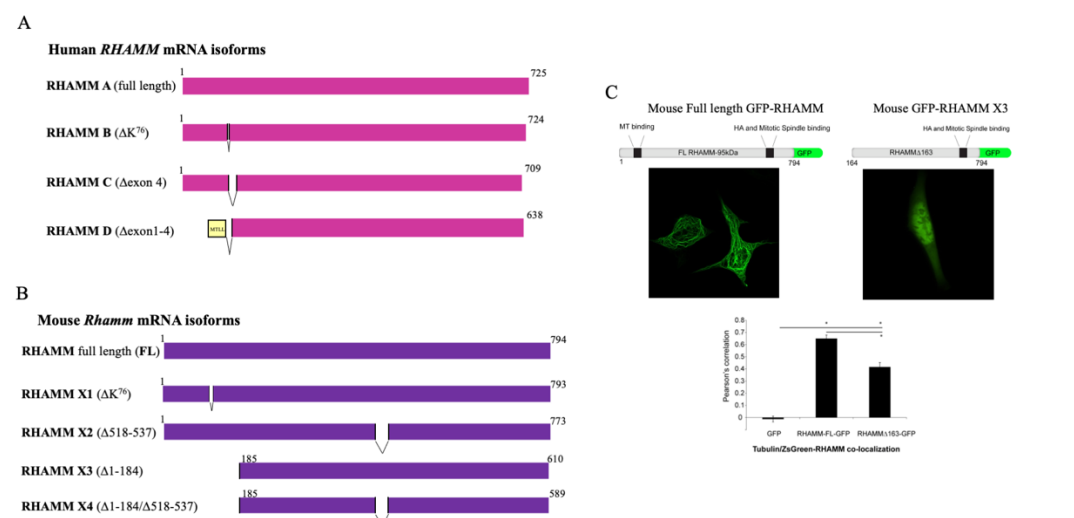 A
Human RHAMM mRNA isoforms
RHAMM A (full length)
1
725
RHAMM B (ΔK76)
1
724
RHAMM C (Δexon 4)
1
709
RHAMM D (Δexon1-4)
MTLL
638
B
Mouse Rhamm mRNA isoforms
RHAMM full length (FL)
1
794
RHAMM X1 (ΔK76)
1
793
RHAMM X2 (Δ518-537)
1
773
RHAMM X3 (Δ1-184)
185
610
RHAMM X4 (Δ1-184/Δ518-537)
185
589
C
Mouse Full length GFP-RHAMM
MT binding
HA and Mitotic Spindle binding
FL RHAMM-95kDa
GFP
1
794
Mouse GFP-RHAMM X3
HA and Mitotic Spindle binding
RHAMMΔ163
GFP
164
794
Pearson's correlation
0.8
0.7
0.6
0.5
0.4
0.3
0.2
0.1
0
*
*
*
GFP
RHAMM-FL-GFP
RHAMMΔ163-GFP
Tubulin/ZsGreen-RHAMM co-localization